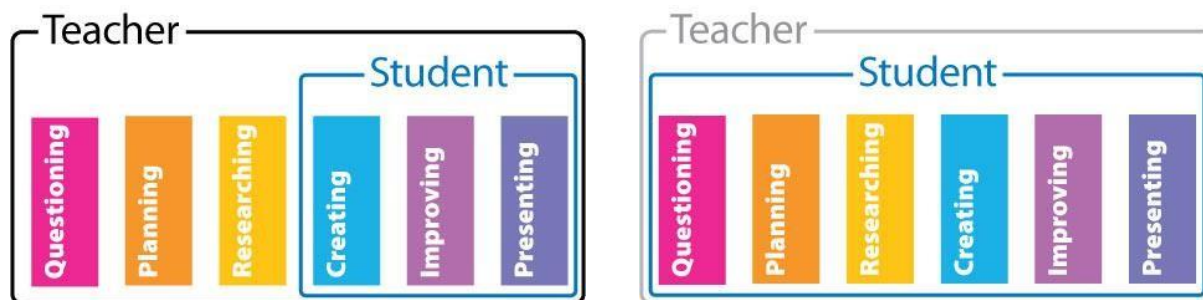 Teacher
Student
Questioning
Planning
Researching
Creating
Improving
Presenting
Teacher
Student
Questioning
Planning
Researching
Creating
Improving
Presenting